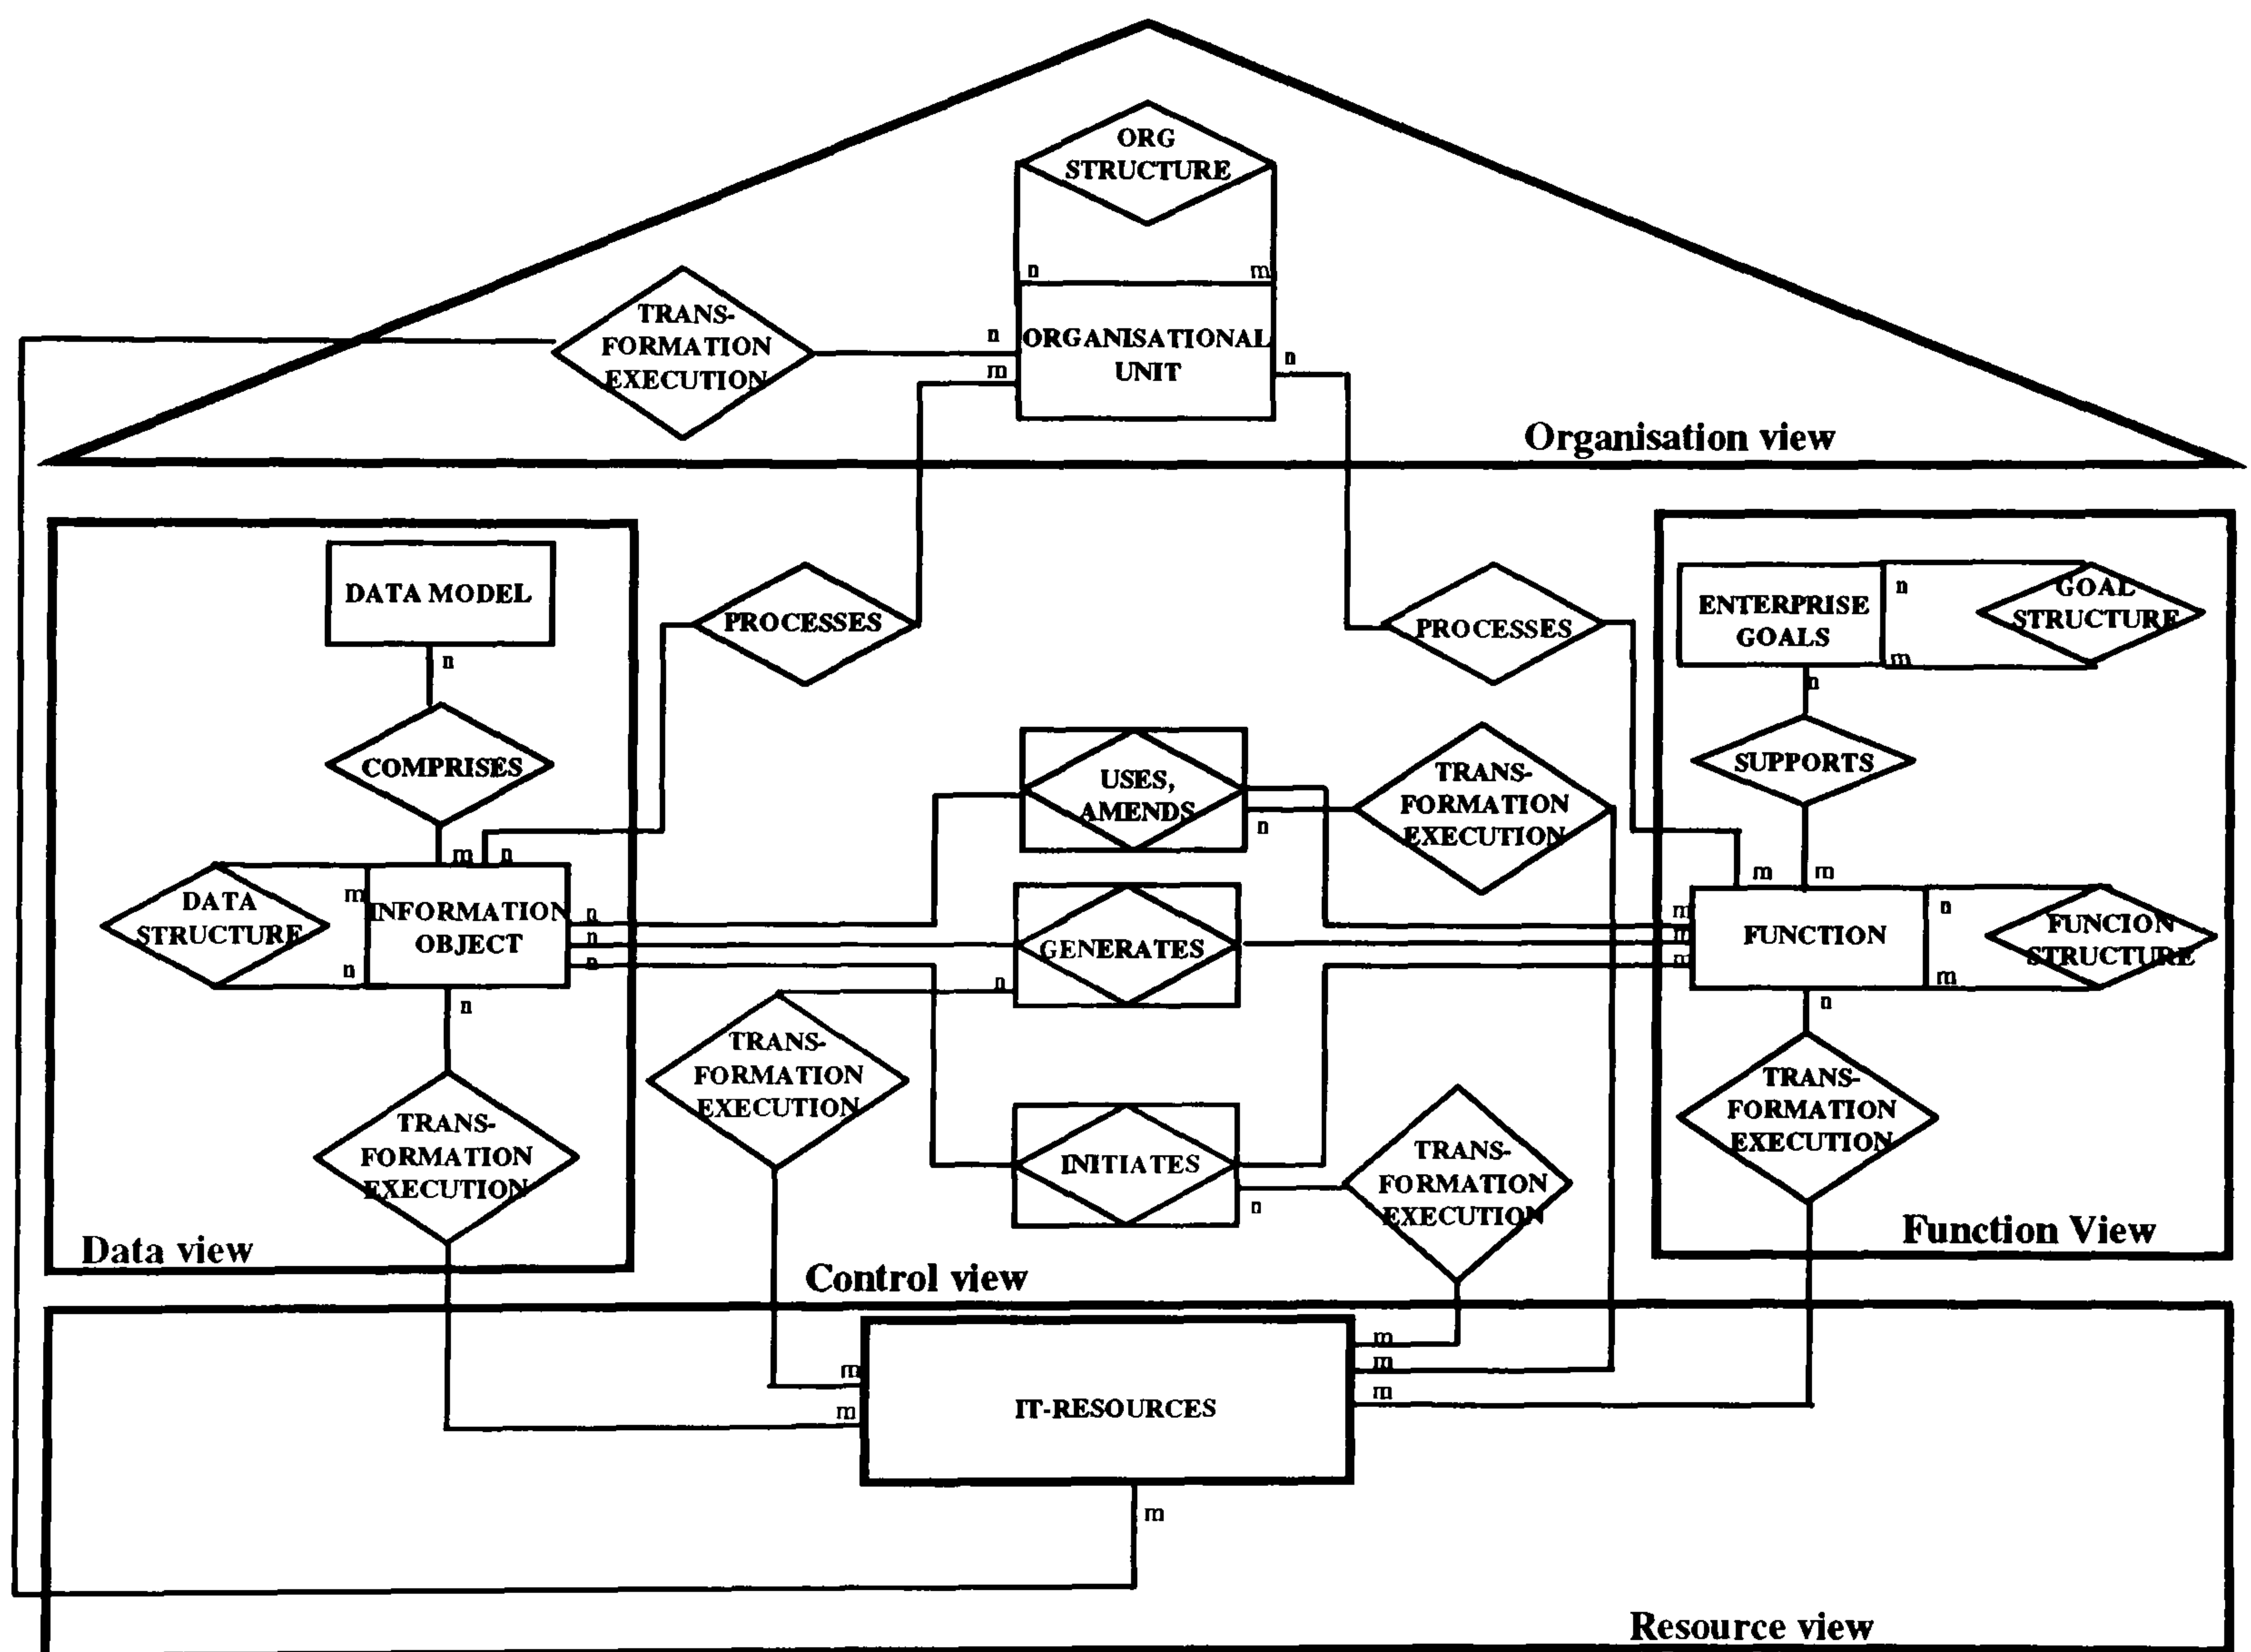 ORG
STRUCTURE
n
m
TRANS-
FORMATION
EXECUTION
n
m
ORGANISATIONAL
UNIT
n
Organisation view
DATA MODEL
n
COMPRISES
m
n
DATA
STRUCTURE
m
n
INFORMATION
OBJECT
n
n
n
n
TRANS-
FORMATION
EXECUTION
Data view
PROCESSES
PROCESSES
USES,
AMENDS
n
TRANS-
FORMATION
EXECUTION
GENERATES
n
TRANS-
FORMATION
EXECUTION
INITIATES
n
TRANS-
FORMATION
EXECUTION
Control view
ENTERPRISE
GOALS
n
m
GOAL
STRUCTURE
n
SUPPORTS
m
m
m
m
m
FUNCTION
n
m
FUNCION
STRUCTURE
n
TRANS-
FORMATION
EXECUTION
Function View
m
m
IT-RESOURCES
m
m
m
m
Resource view